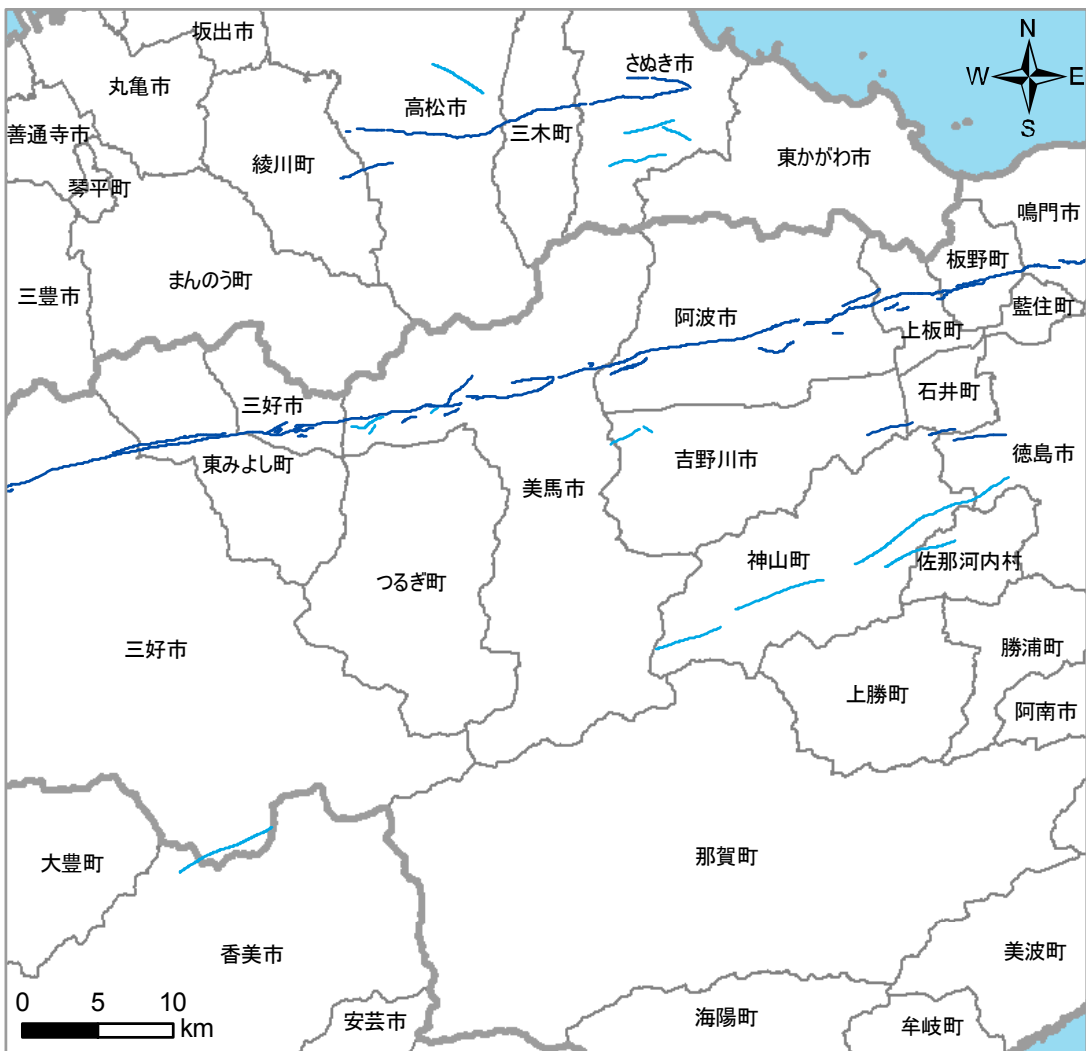 坂出市
さぬき市
N
W
E
S
丸亀市
高松市
善通寺市
三木町
綾川町
東かがわ市
琴平町
鳴門市
板野町
三豊市
まんのう町
藍住町
阿波市
上板町
石井町
三好市
東みよし町
吉野川市
徳島市
美馬市
神山町
佐那河内村
つるぎ町
三好市
勝浦町
上勝町
阿南市
大豊町
那賀町
香美市
美波町
0 5 10
km
安芸市
海陽町
牟岐町